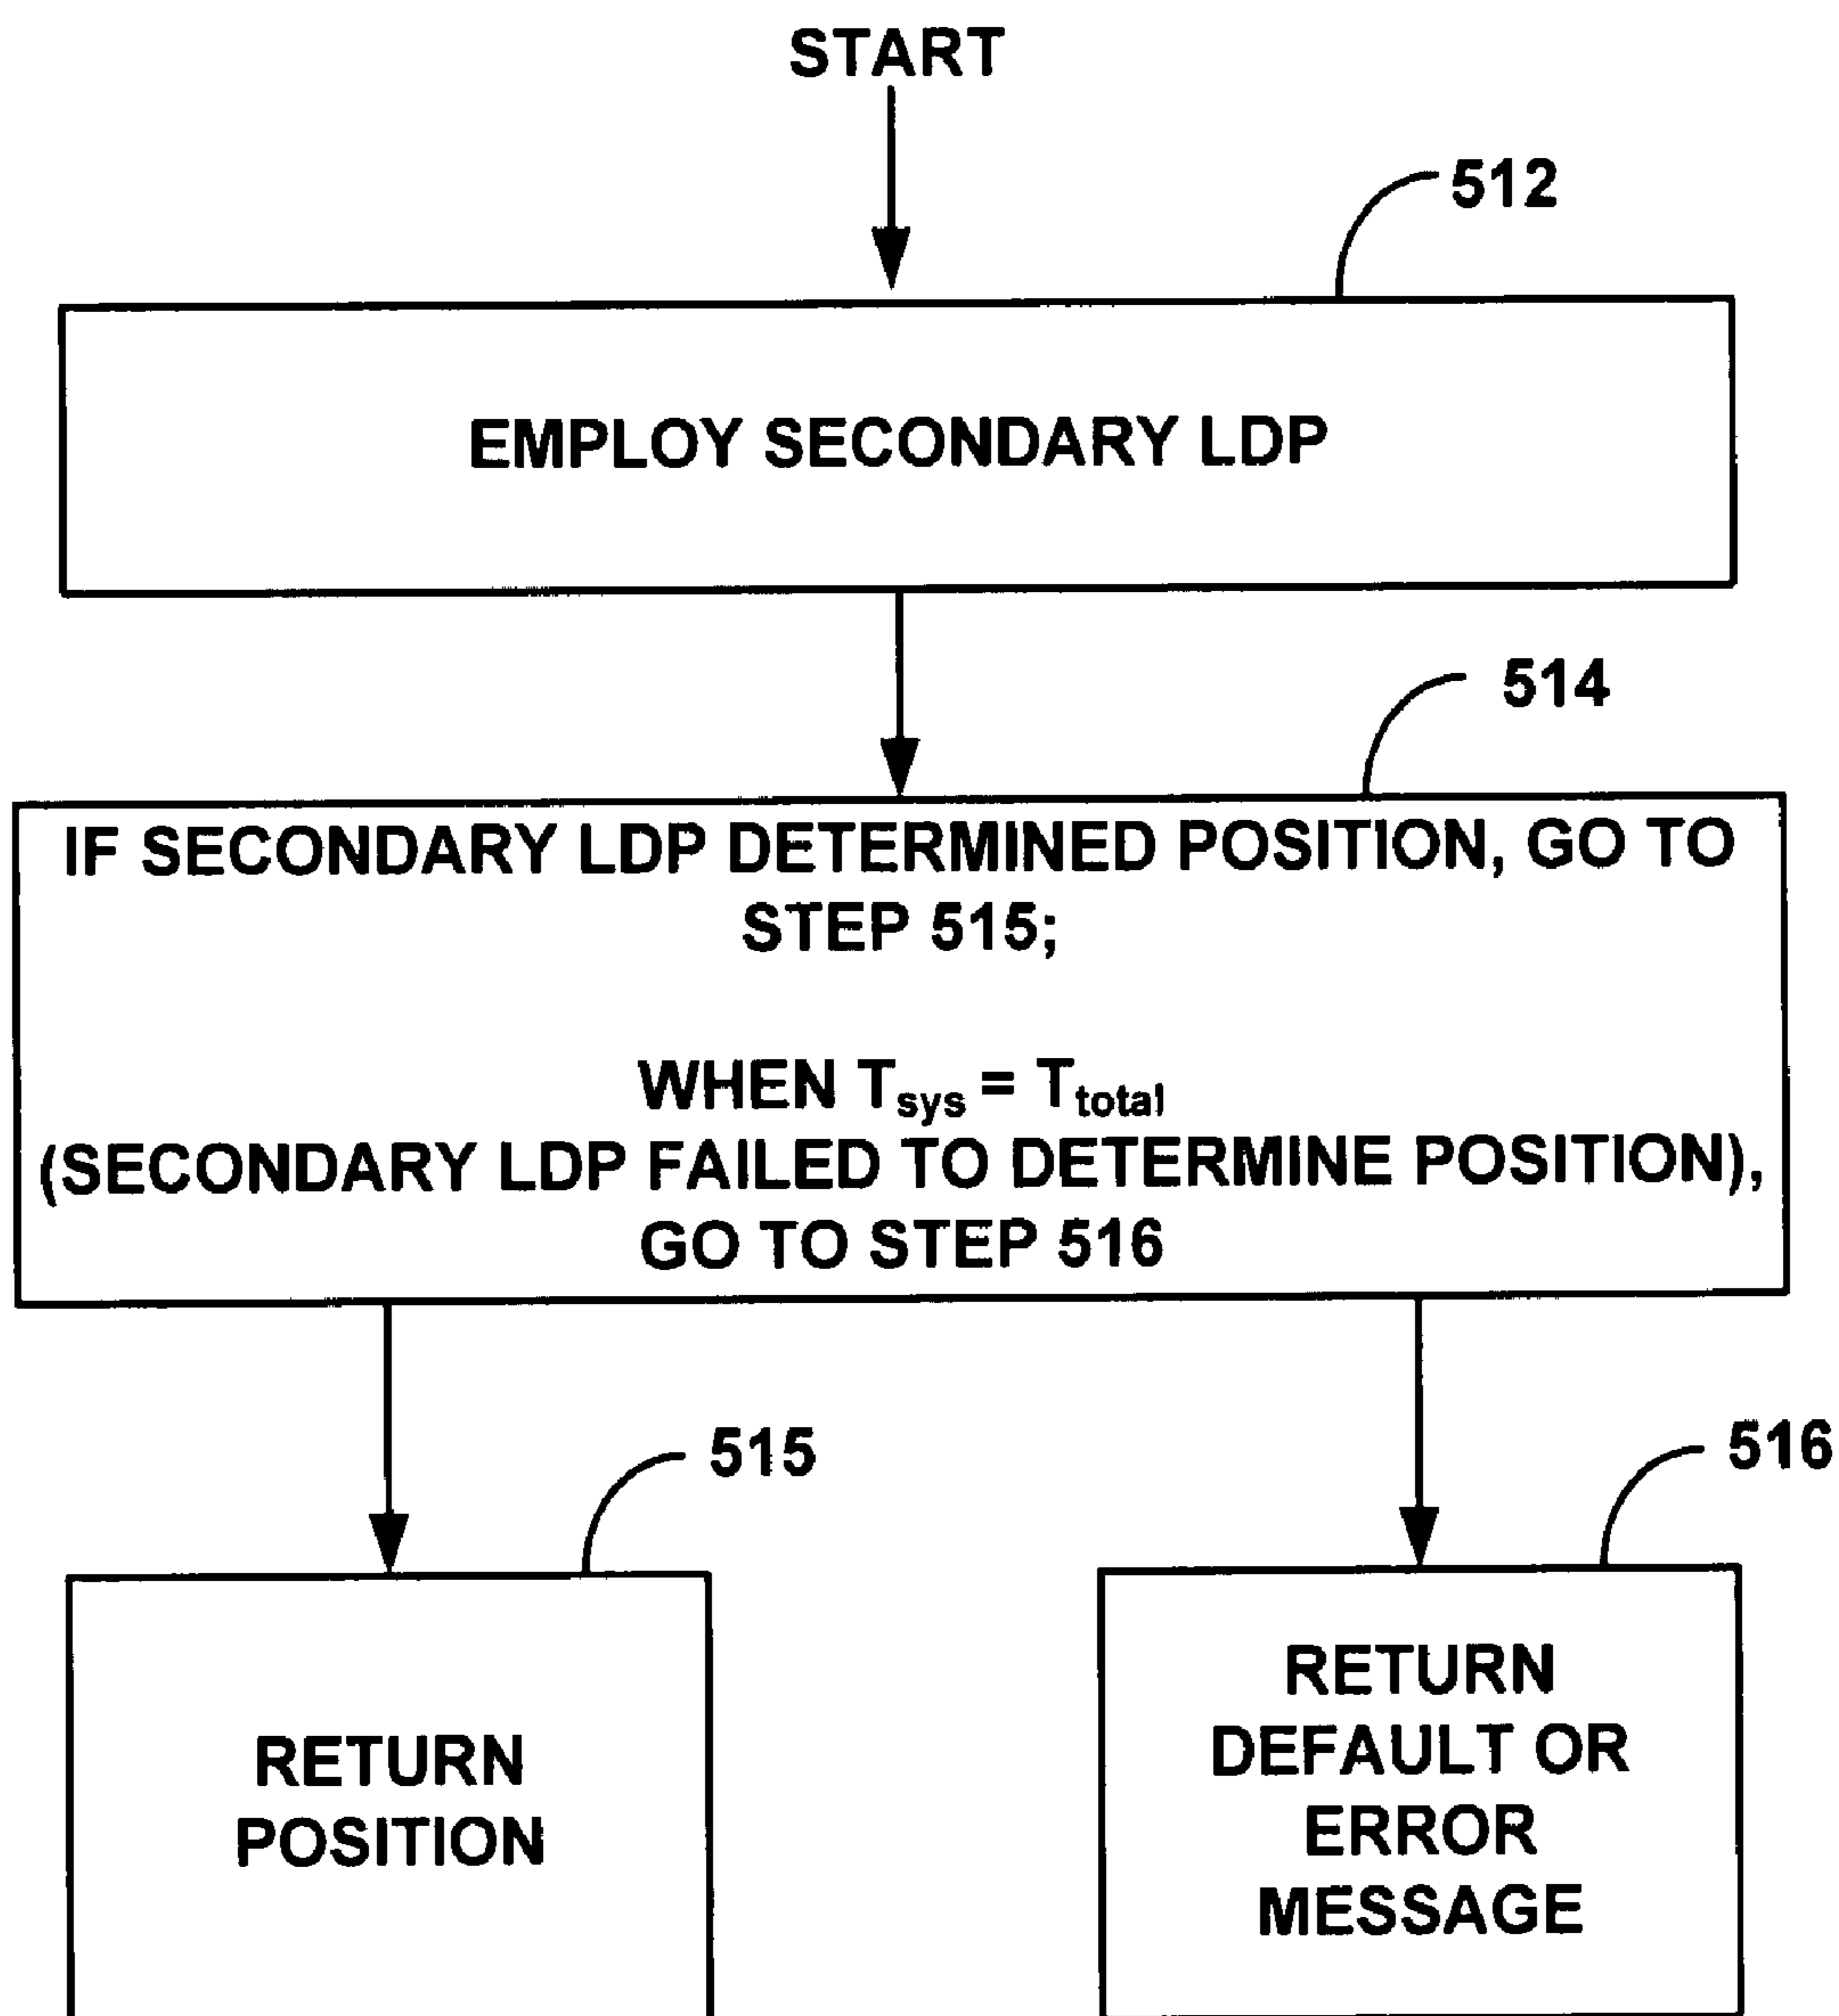 START
512
EMPLOY SECONDARY LDP
514
IF SECONDARY LDP DETERMINED POSITION, GO TO
STEP 515;
WHEN Tsys = Ttotal
(SECONDARY LDP FAILED TO DETERMINE POSITION),
GO TO STEP 516
515
516
RETURN
POSITION
RETURN
DEFAULT OR
ERROR
MESSAGE